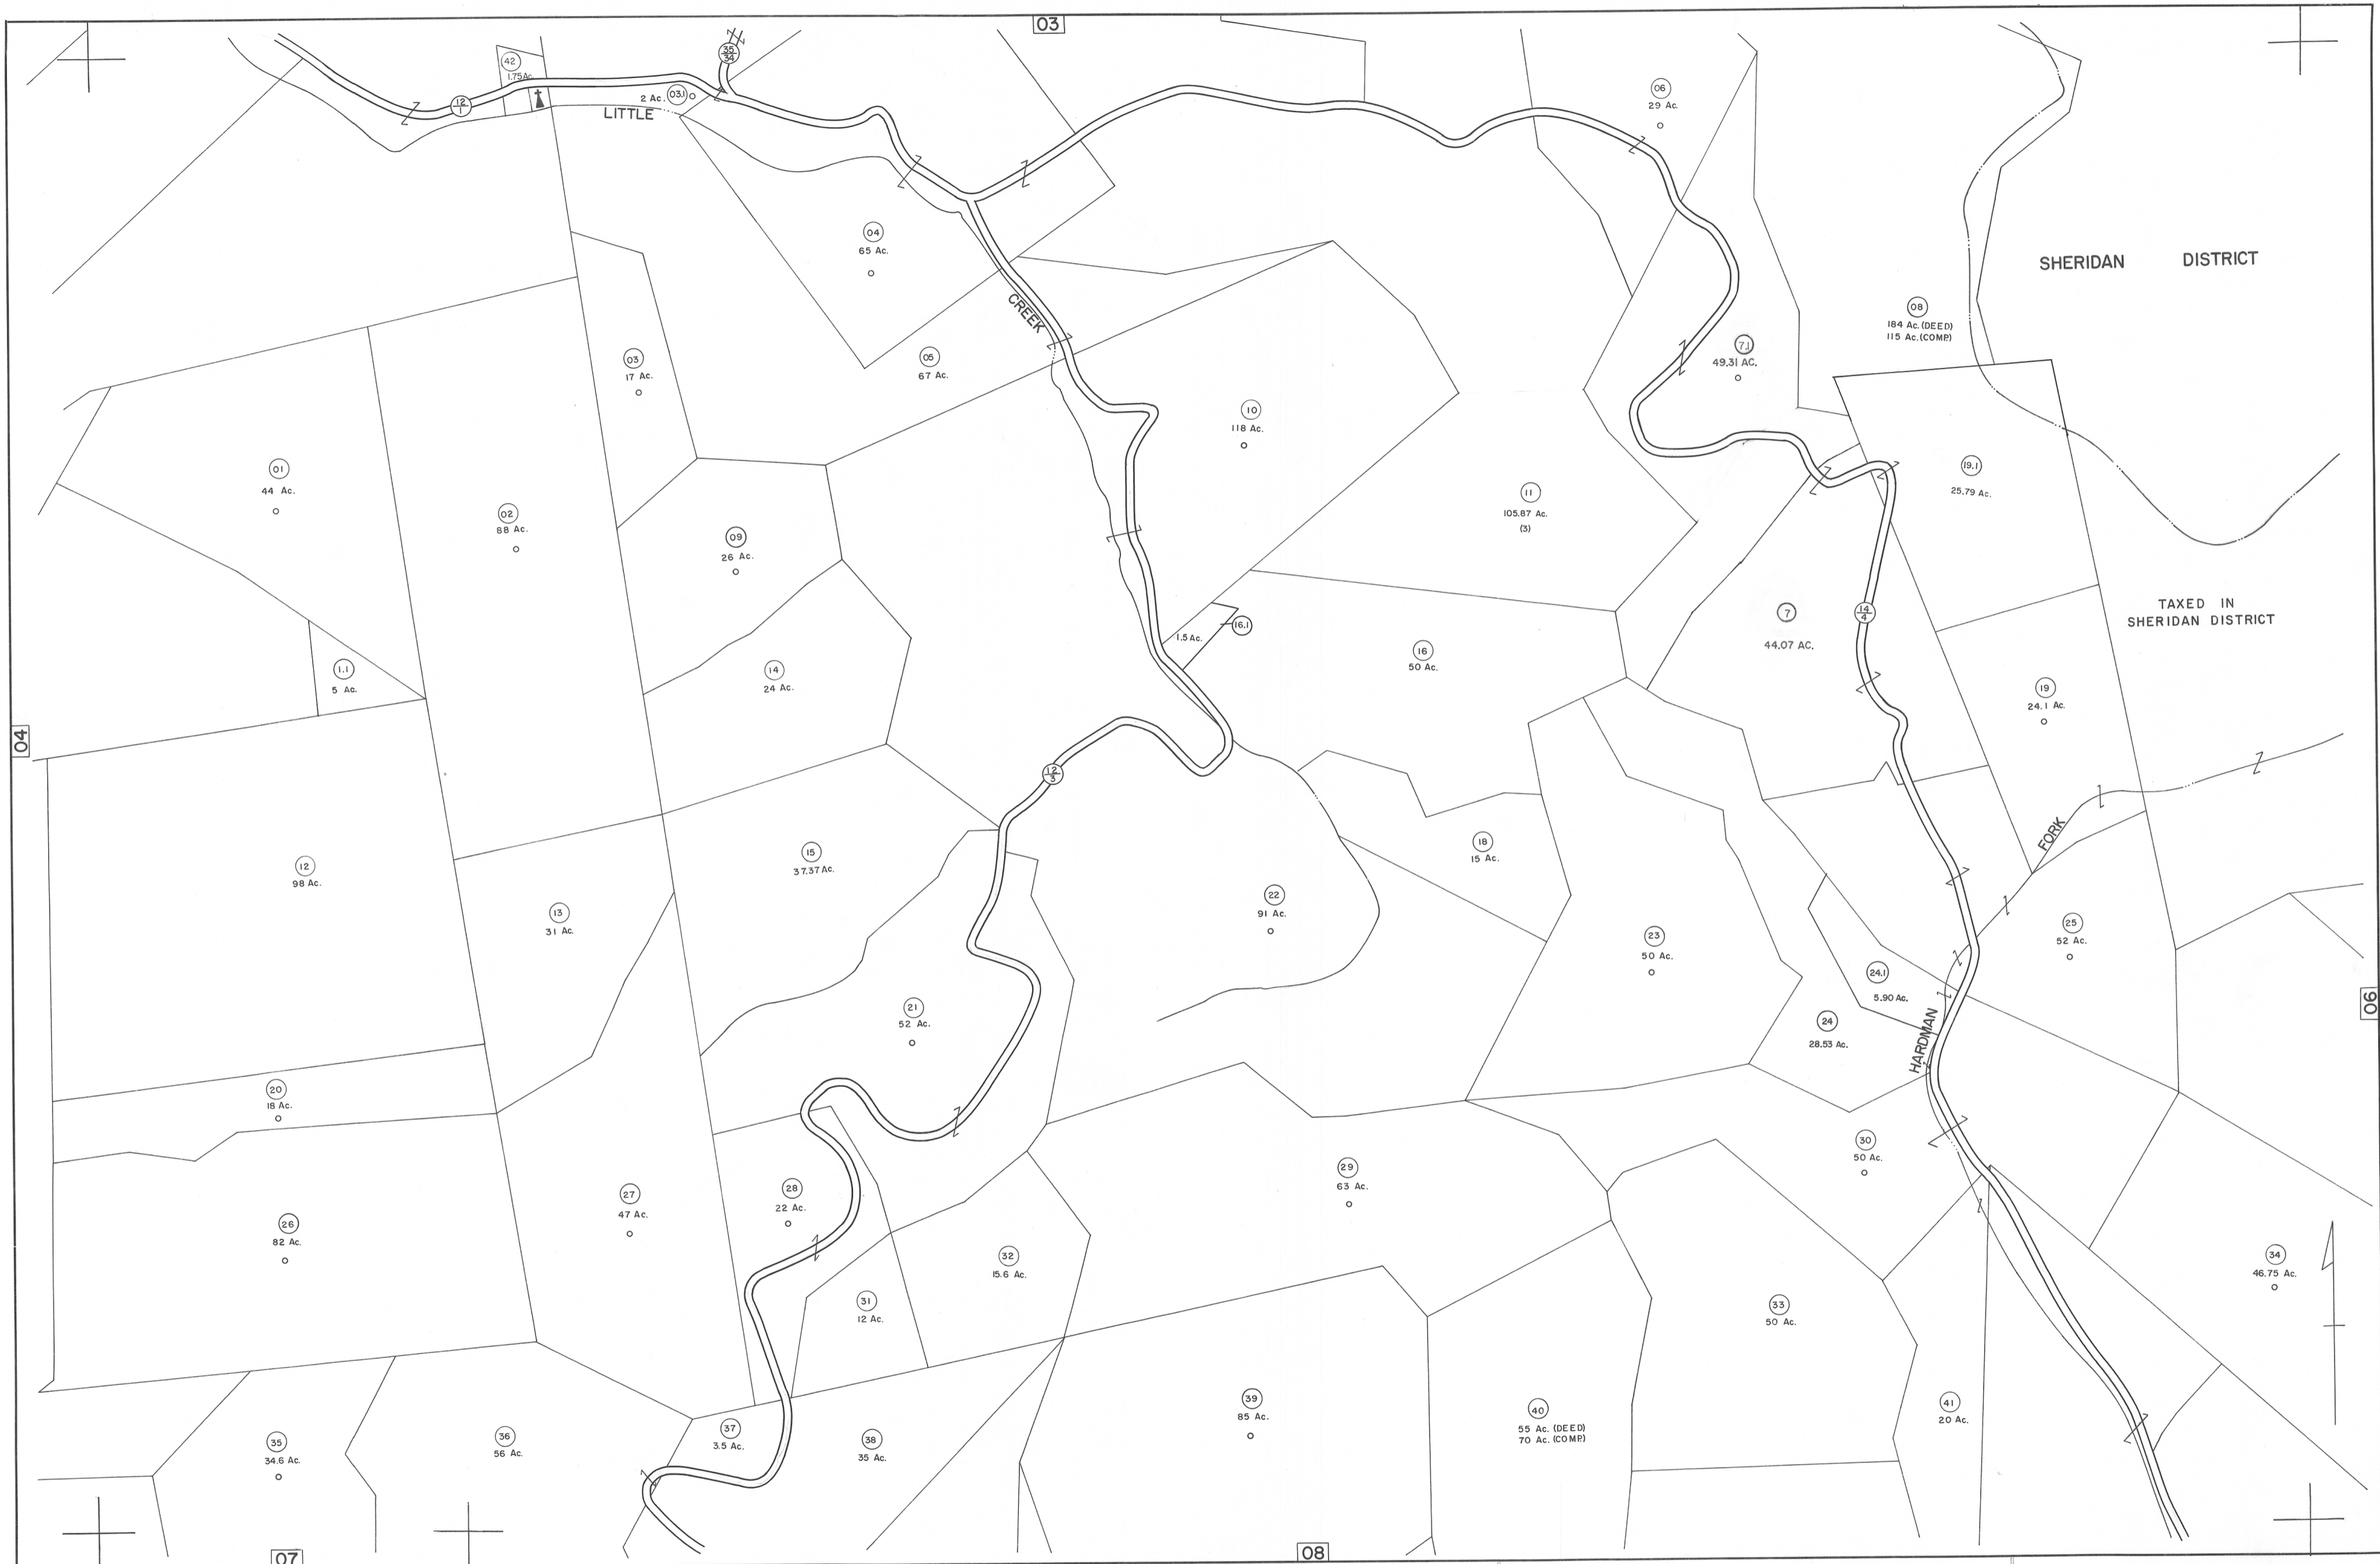 03
42
1.75 Ac.
35
34
12
1
2 Ac.
03.1
LITTLE
06
29 Ac.
04
65 Ac.
SHERIDAN DISTRICT
CREEK
08
184 Ac. (DEED)
115 Ac. (COMP.)
03
17 Ac.
05
67 Ac.
7.1
49.31 AC.
10
118 Ac.
01
44 Ac.
02
88 Ac.
09
26 Ac.
11
105.87 Ac.
(3)
19.1
25.79 Ac.
1.5 Ac.
16.1
7
44.07 AC.
14
4
TAXED IN
SHERIDAN DISTRICT
1.1
5 Ac.
14
24 Ac.
16
50 Ac.
19
24.1 Ac.
04
12
3
FORK
12
98 Ac.
15
37.37 Ac.
18
15 Ac.
13
31 Ac.
22
91 Ac.
23
50 Ac.
25
52 Ac.
24.1
5.90 Ac.
06
21
52 Ac.
24
28.53 Ac.
HARDMAN
20
18 Ac.
26
82 Ac.
27
47 Ac.
28
22 Ac.
29
63 Ac.
30
50 Ac.
32
15.6 Ac.
34
46.75 Ac.
31
12 Ac.
33
50 Ac.
35
34.6 Ac.
36
56 Ac.
37
3.5 Ac.
38
35 Ac.
39
85 Ac.
40
55 Ac. (DEED)
70 Ac. (COMP.)
41
20 Ac.
07
08